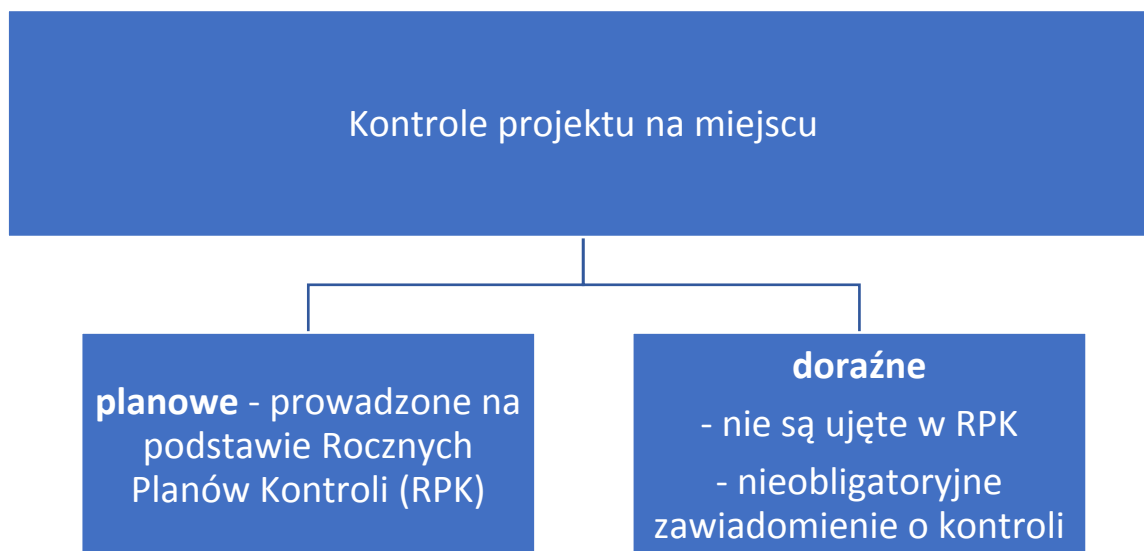 Kontrole projektu na miejscu
planowe - prowadzone na
podstawie Rocznych
Planów Kontroli (RPK)
doraźne
- nie są ujęte w RPK
- nieobligatoryjne
zawiadomienie o kontroli